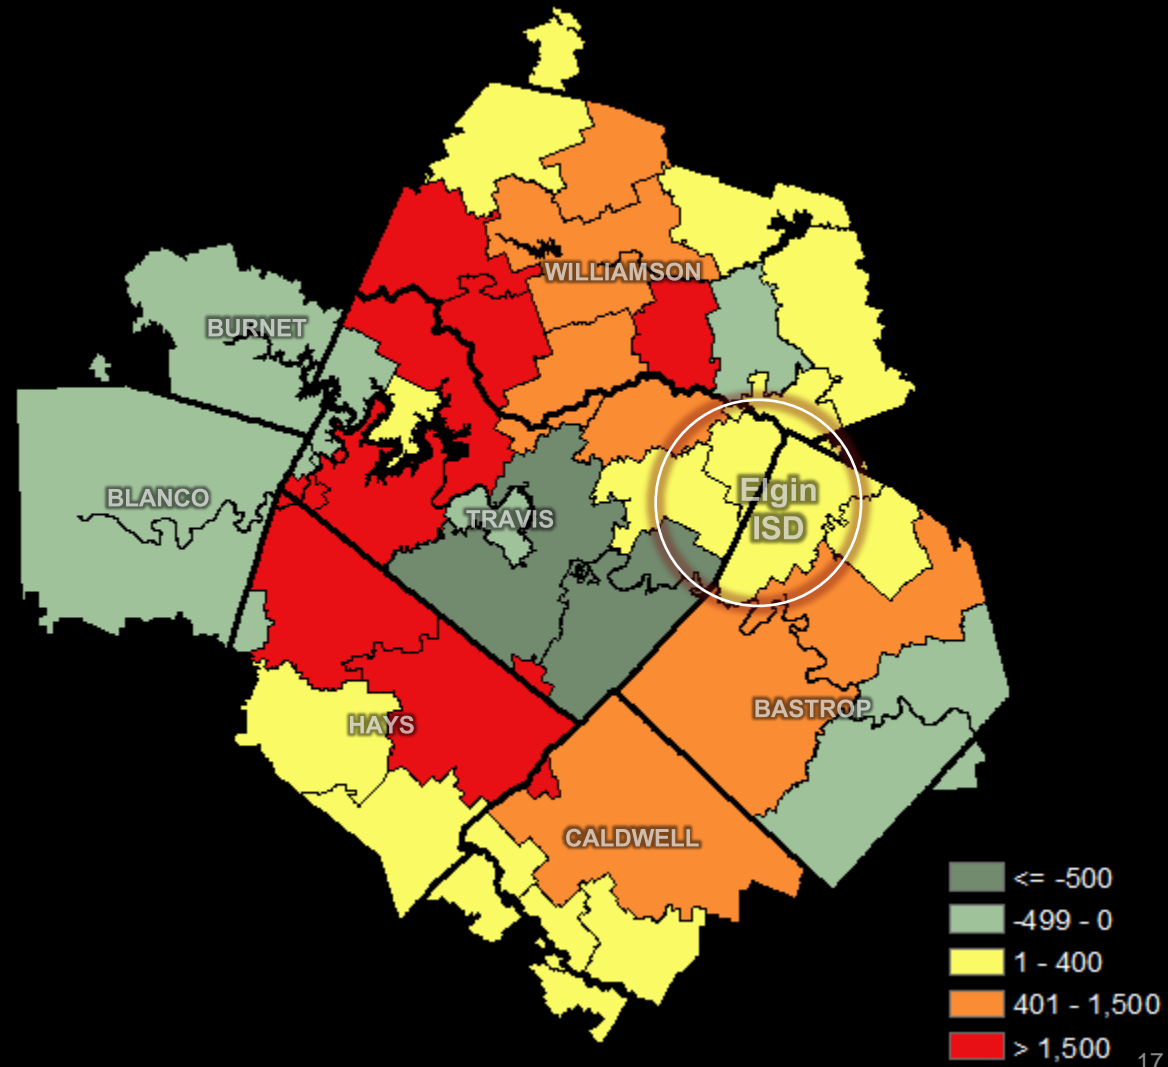 WILLIAMSON
BURNET
Elgin
ISD
BLANCO
TRAVIS
BASTROP
HAYS
CALDWELL
<= -500
-499 - 0
1 - 400
401 - 1,500
> 1,500
17